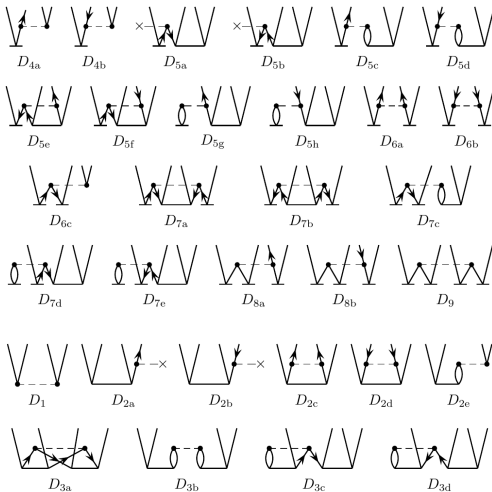 D4a D4b D5a D5b D5c D5d
D5e D5f D5g D5h D6a D6b
D6c D7a D7b D7c
D7d D7e D8a D8b D9
D1 D2a D2b D2c D2d D2e
D3a D3b D3c D3d